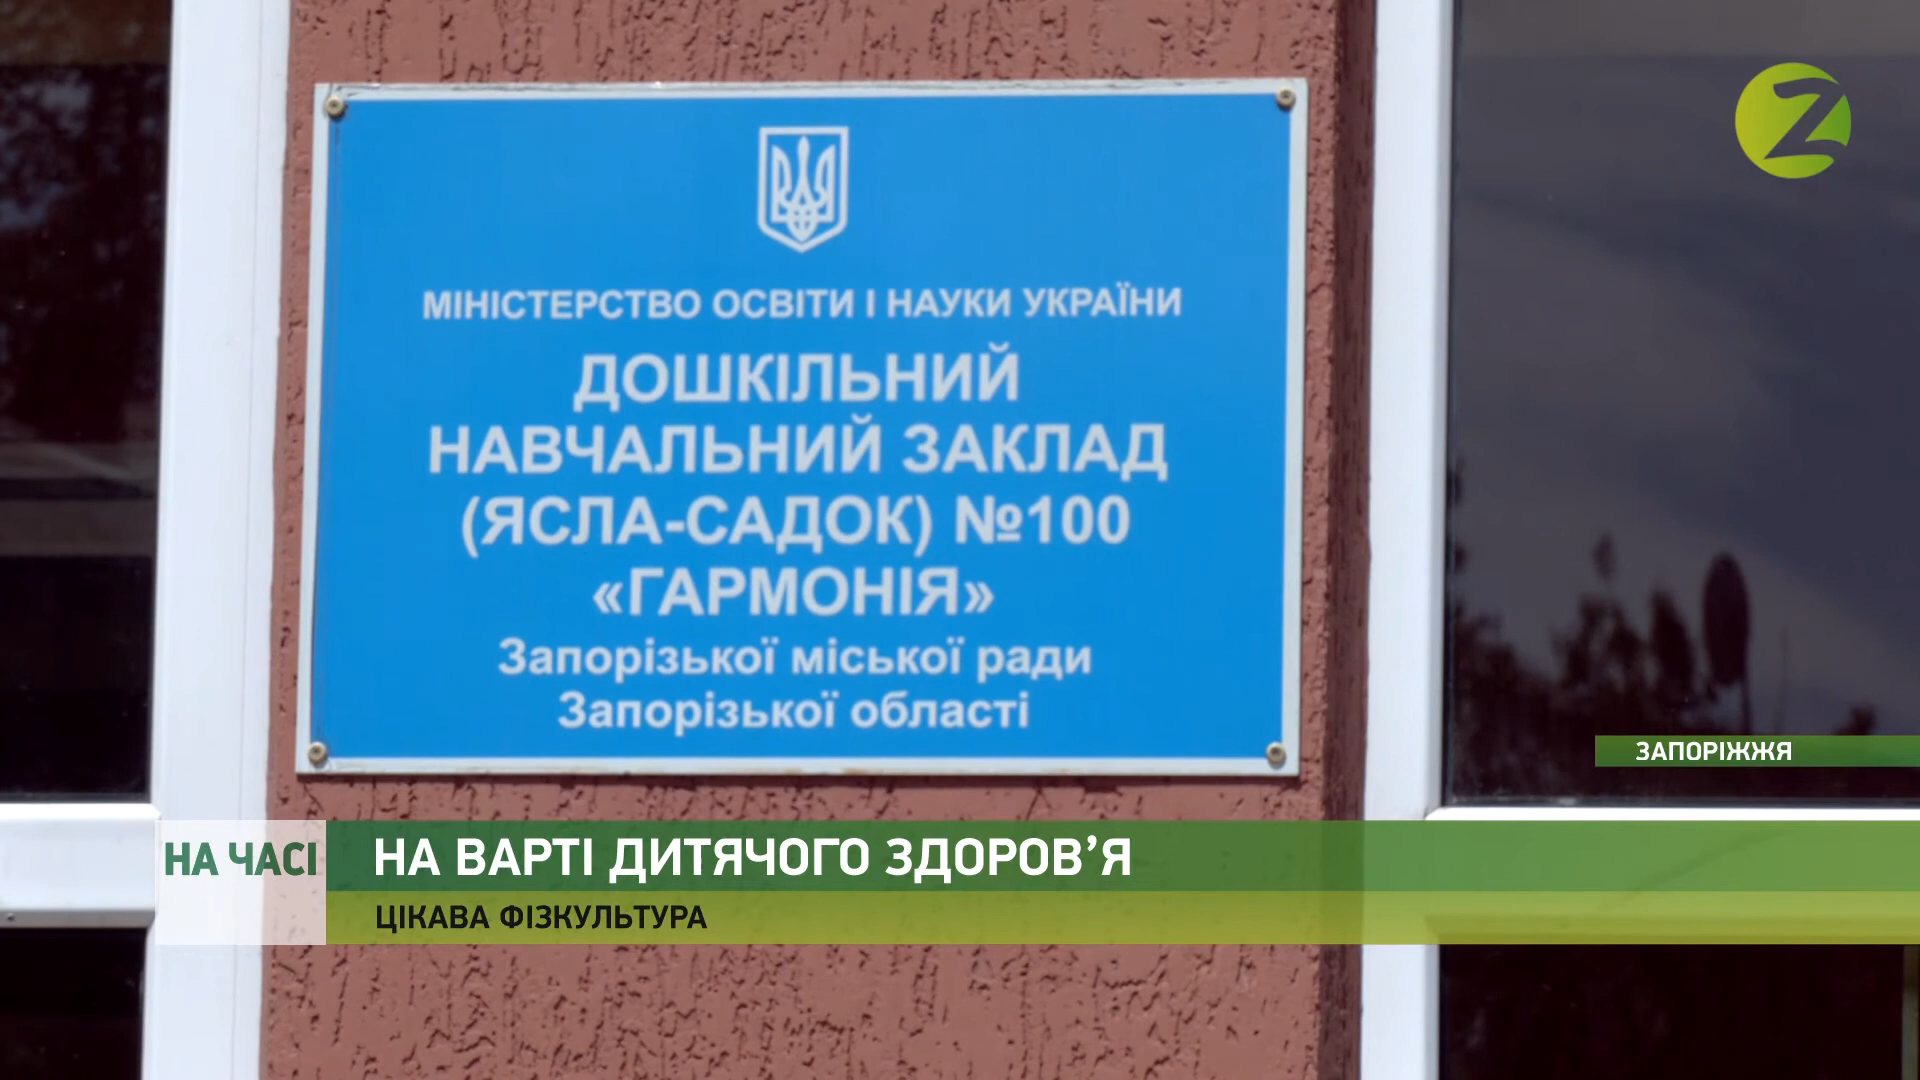 МІНІСТЕРСТВО ОСВІТИ І НАУКИ УКРАЇНИ
ДОШКІЛЬНИЙ
НАВЧАЛЬНИЙ ЗАКЛАД
(ЯСЛА-САДОК) №100
«ГАРМОНІЯ»
Запорізької міської ради
Запорізької області
ЗАПОРІЖЖЯ
НА ЧАСІ
НА ВАРТІ ДИТЯЧОГО ЗДОРОВ’Я
ЦІКАВА ФІЗКУЛЬТУРА